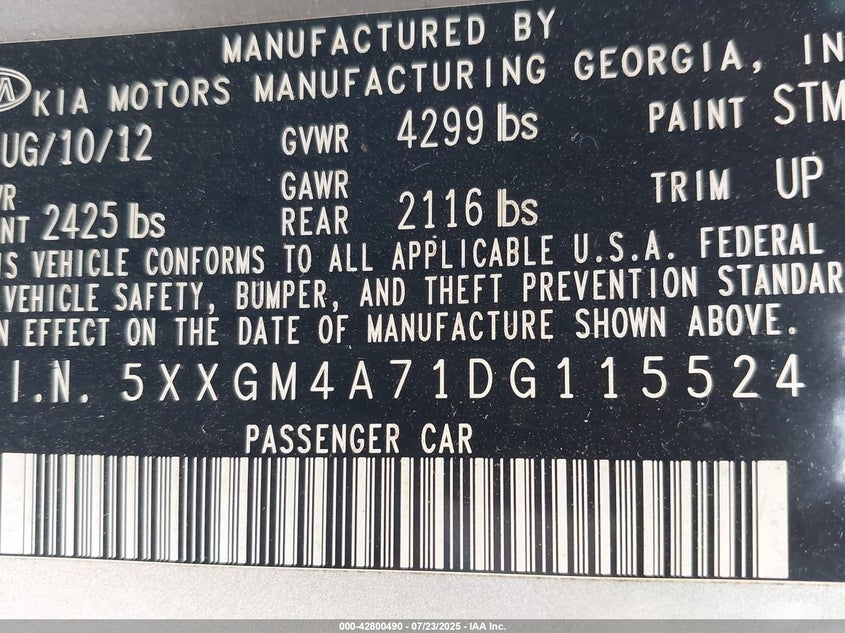 MANUFACTURED BY
KIA MOTORS MANUFACTURING GEORGIA, IN
UG/10/12 GVWR 4299 lbs PAINT STM
WR GAWR TRIM UP
NT 2425 lbs REAR 2116 lbs
IS VEHICLE CONFORMS TO ALL APPLICABLE U.S.A. FEDERAL
VEHICLE SAFETY, BUMPER, AND THEFT PREVENTION STANDAR
N EFFECT ON THE DATE OF MANUFACTURE SHOWN ABOVE.
I.N. 5XXGM4A71DG115524
PASSENGER CAR
000-42800490 - 07/23/2025 - IAA Inc.